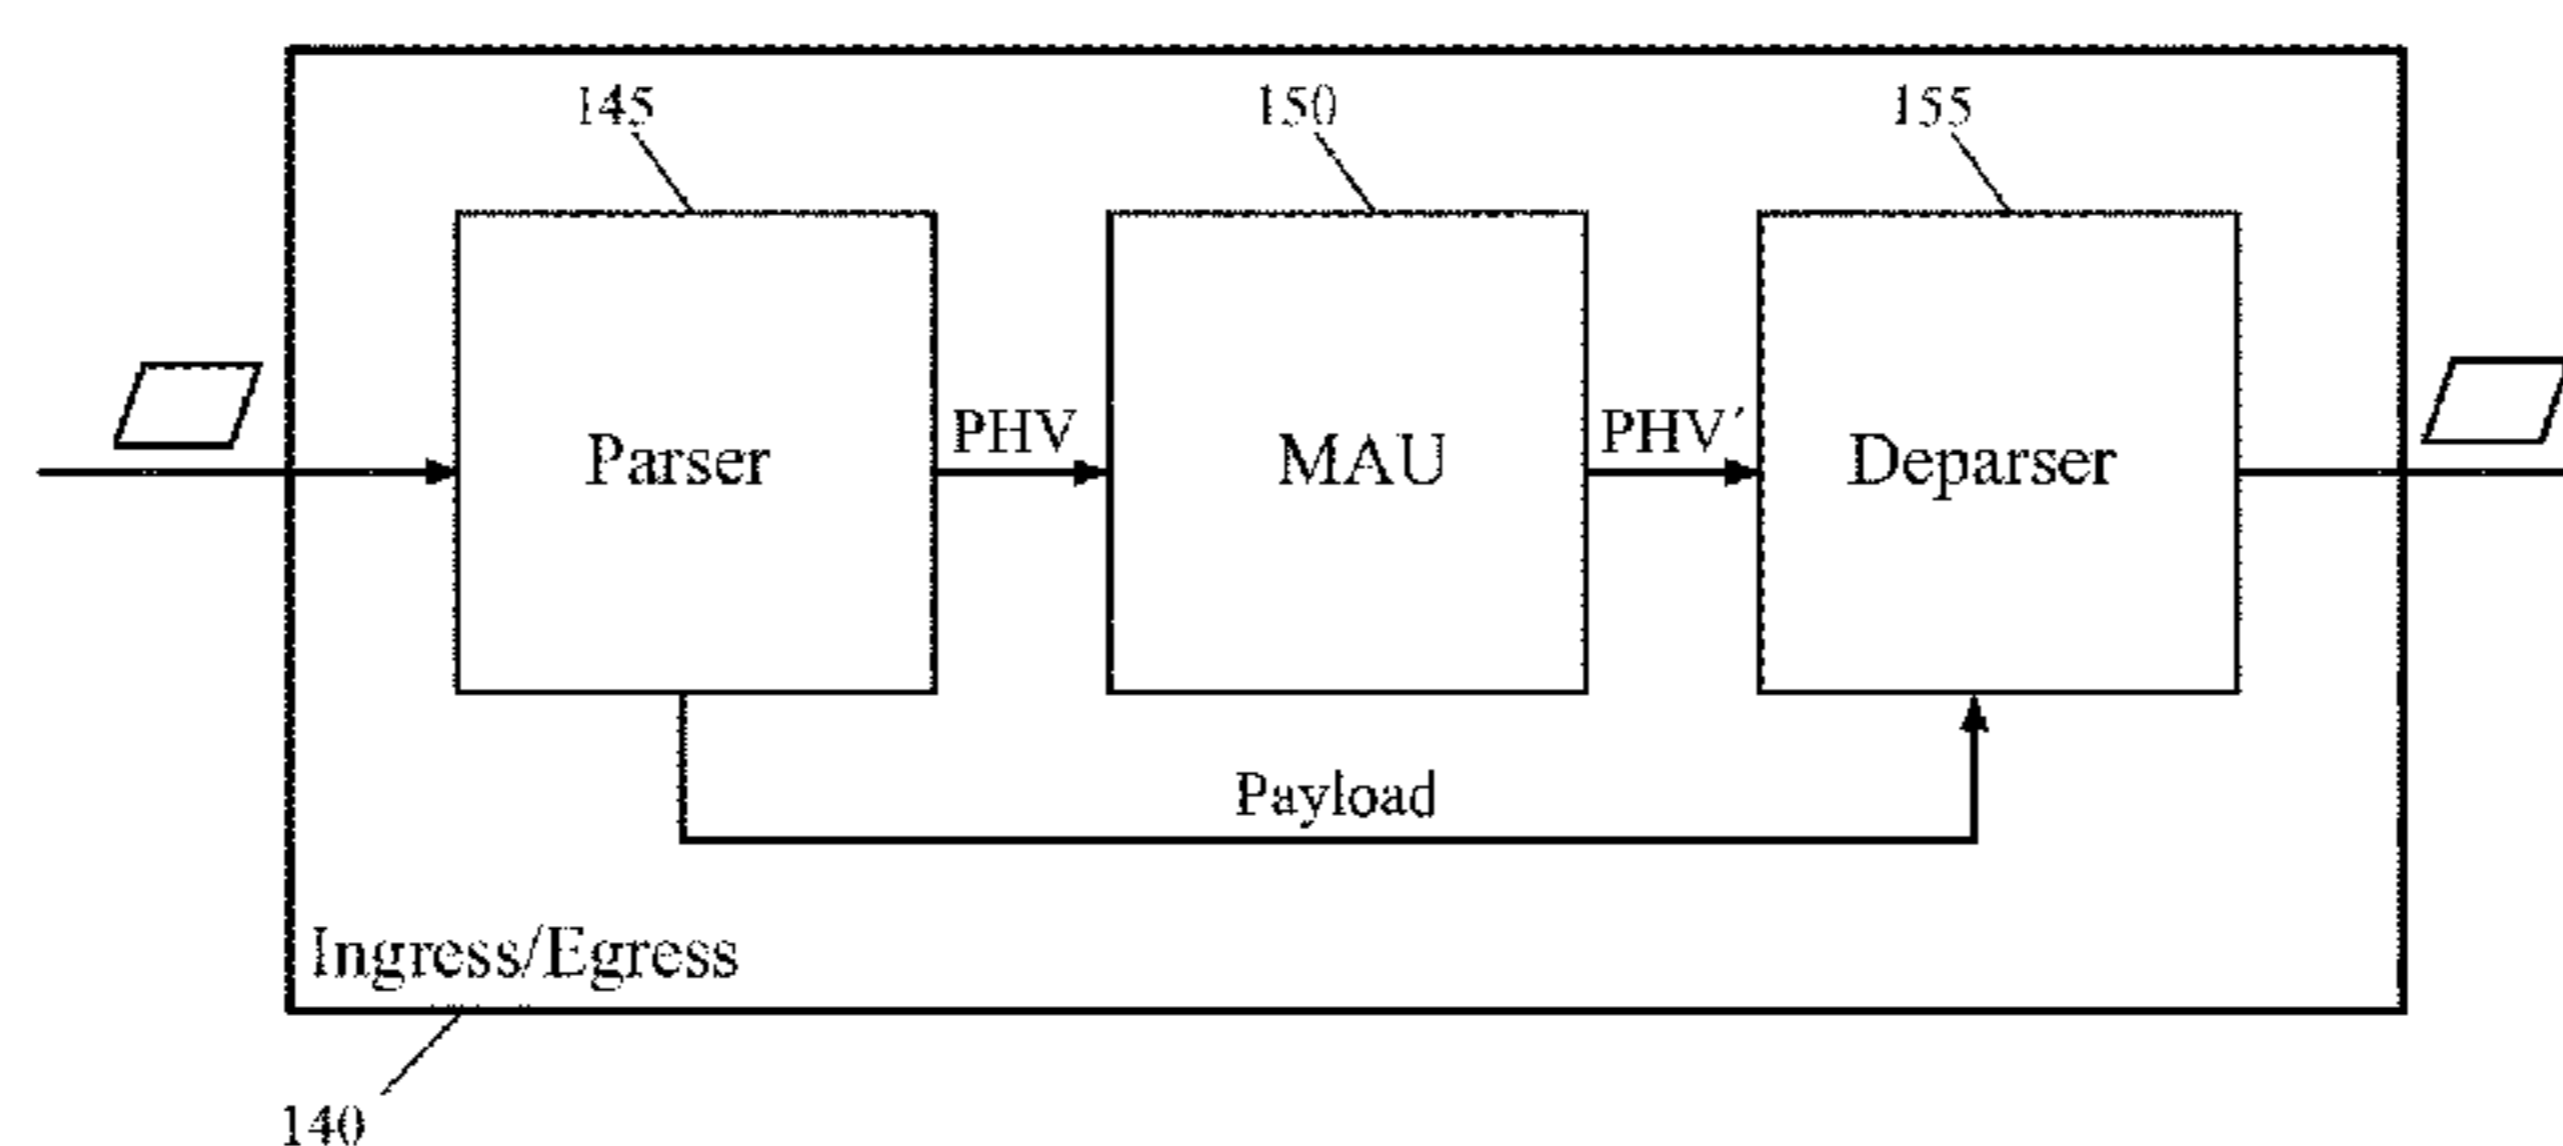 145
150
155
Parser
PHV
MAU
PHV´
Deparser
Payload
Ingress/Egress
140